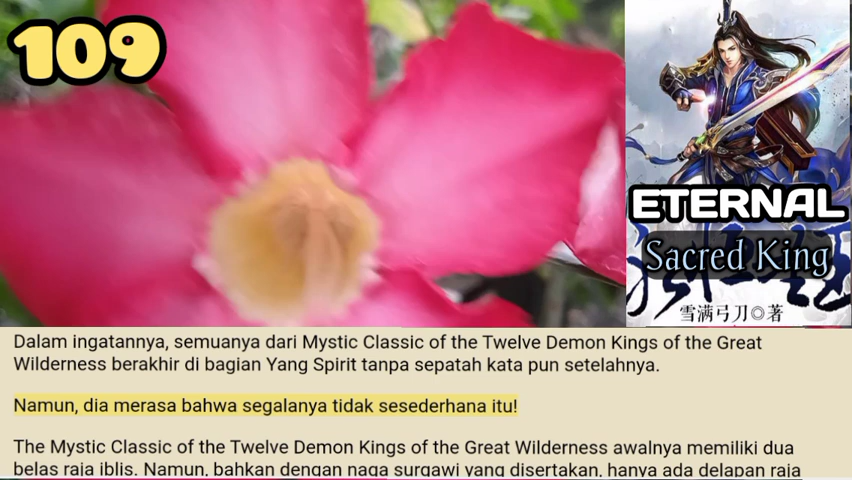 109
ETERNAL
Sacred King
雪满弓刀◎著
Dalam ingatannya, semuanya dari Mystic Classic of the Twelve Demon Kings of the Great
Wilderness berakhir di bagian Yang Spirit tanpa sepatah kata pun setelahnya.
Namun, dia merasa bahwa segalanya tidak sesederhana itu!
The Mystic Classic of the Twelve Demon Kings of the Great Wilderness awalnya memiliki dua
belas raja iblis. Namun, bahkan dengan naga surgawi yang disertakan, hanya ada delapan raja